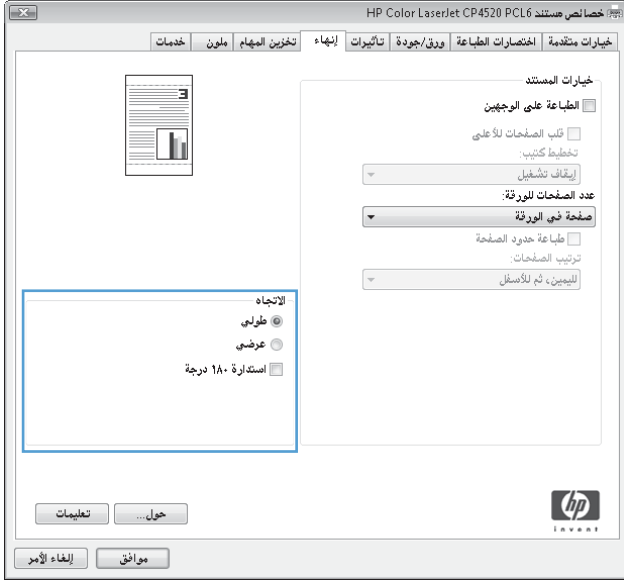 خصائص مستند HP Color LaserJet CP4520 PCL6
خيارات متقدمة اختصارات الطباعة ورق/جودة تأثيرات إنهاء تخزين المهام ملون خدمات
خيارات المستند
الطباعة على الوجهين
قلب الصفحات للأعلى
تخطيط كتيب:
إيقاف تشغيل
عدد الصفحات للورقة:
صفحة في الورقة
طباعة حدود الصفحة
ترتيب الصفحات:
لليمين، ثم للأسفل
الاتجاه
طولي
عرضي
استدارة ١٨٠ درجة
hp
invent
حول...
تعليمات
موافق
إلغاء الأمر